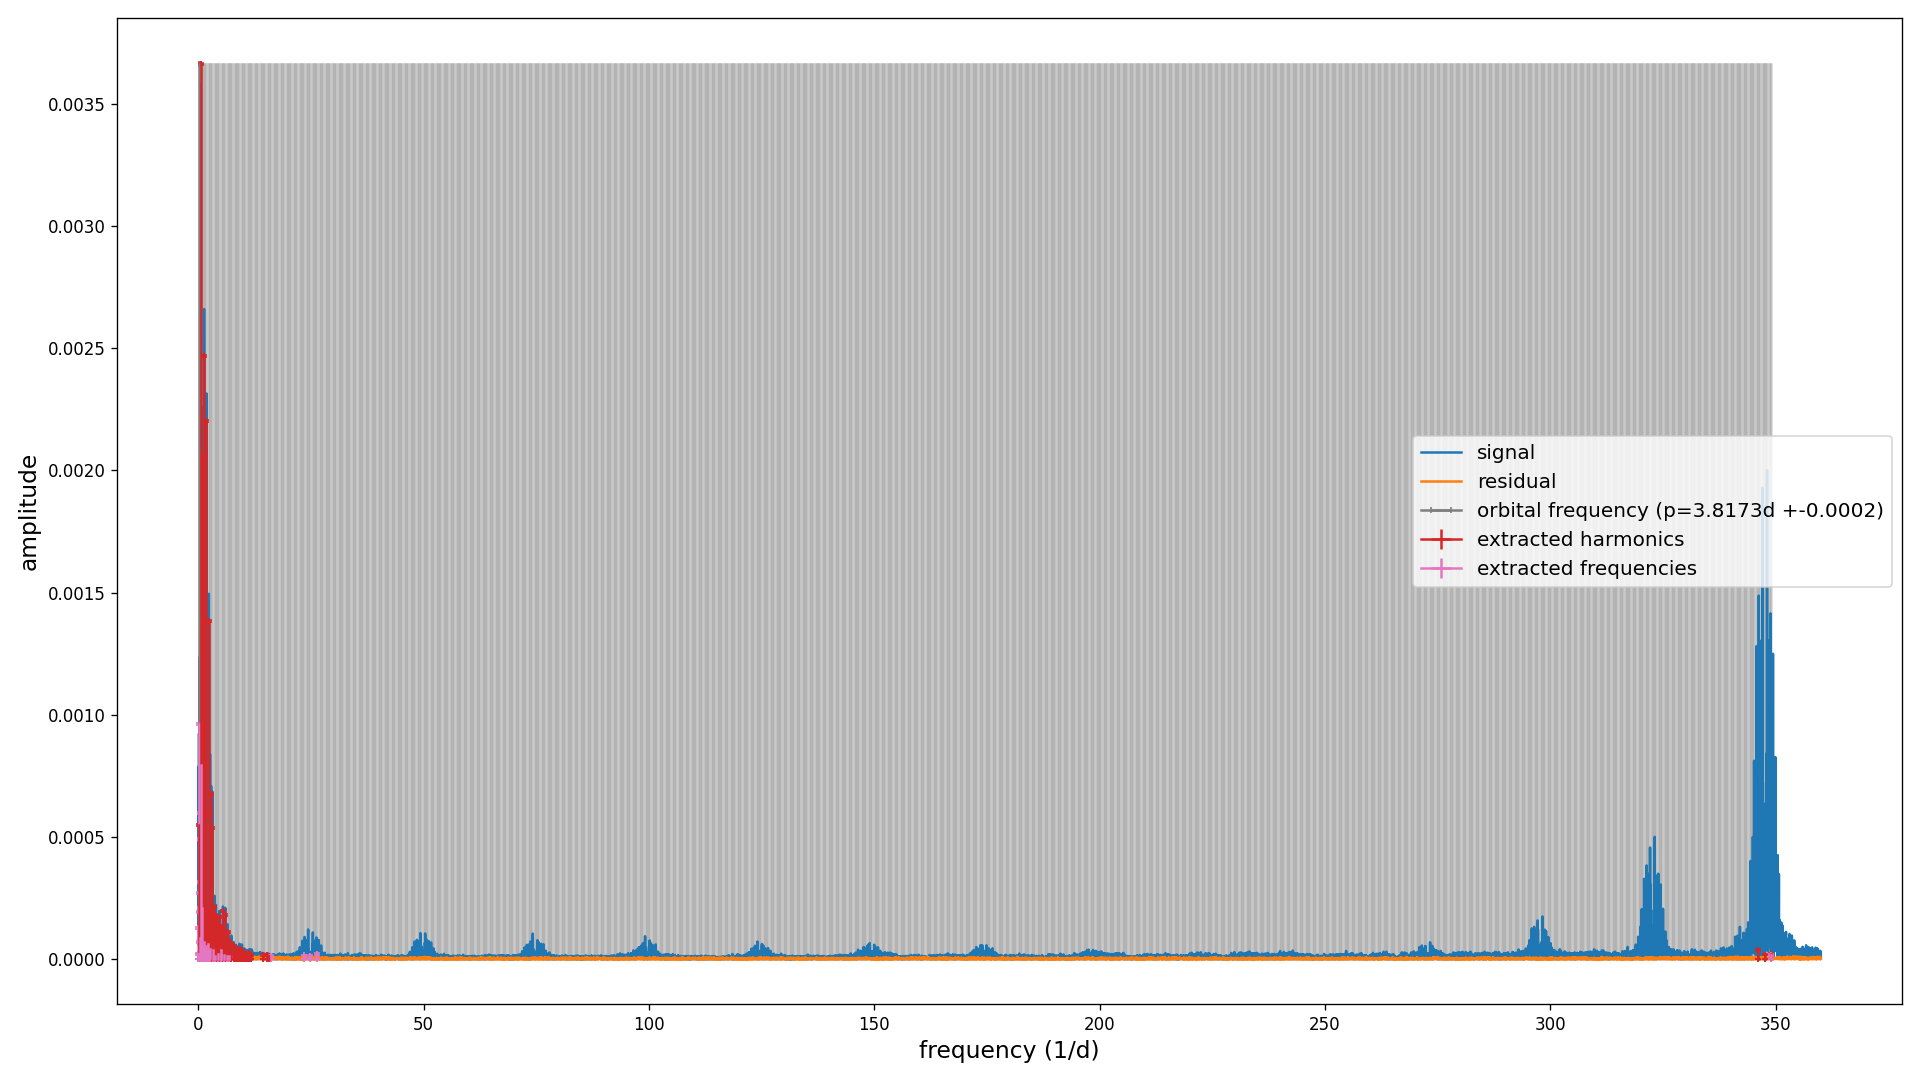 0.0035
0.0030
0.0025
0.0020
0.0015
0.0010
0.0005
0.0000
amplitude
signal
residual
orbital frequency (p=3.8173d +-0.0002)
extracted harmonics
extracted frequencies
0 50 100 150 200 250 300 350
frequency (1/d)